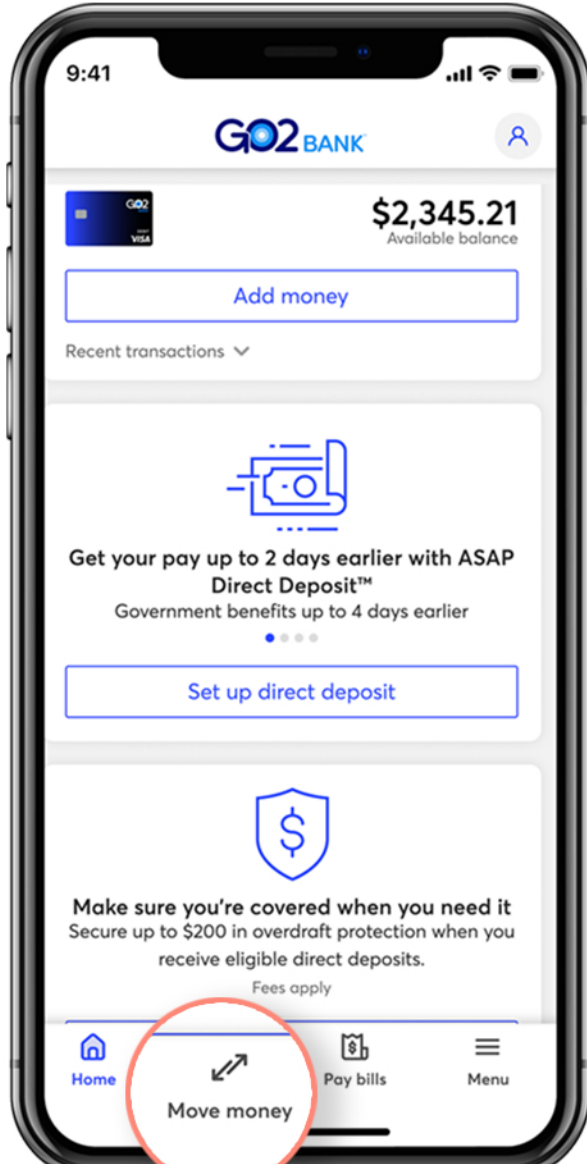 9:41
GO2 BANK
GO2
DEBIT
VISA
$2,345.21
Available balance
Add money
Recent transactions
Get your pay up to 2 days earlier with ASAP
Direct Deposit™
Government benefits up to 4 days earlier
Set up direct deposit
$
Make sure you're covered when you need it
Secure up to $200 in overdraft protection when you
receive eligible direct deposits.
Fees apply
Home
Move money
$
Pay bills
Menu